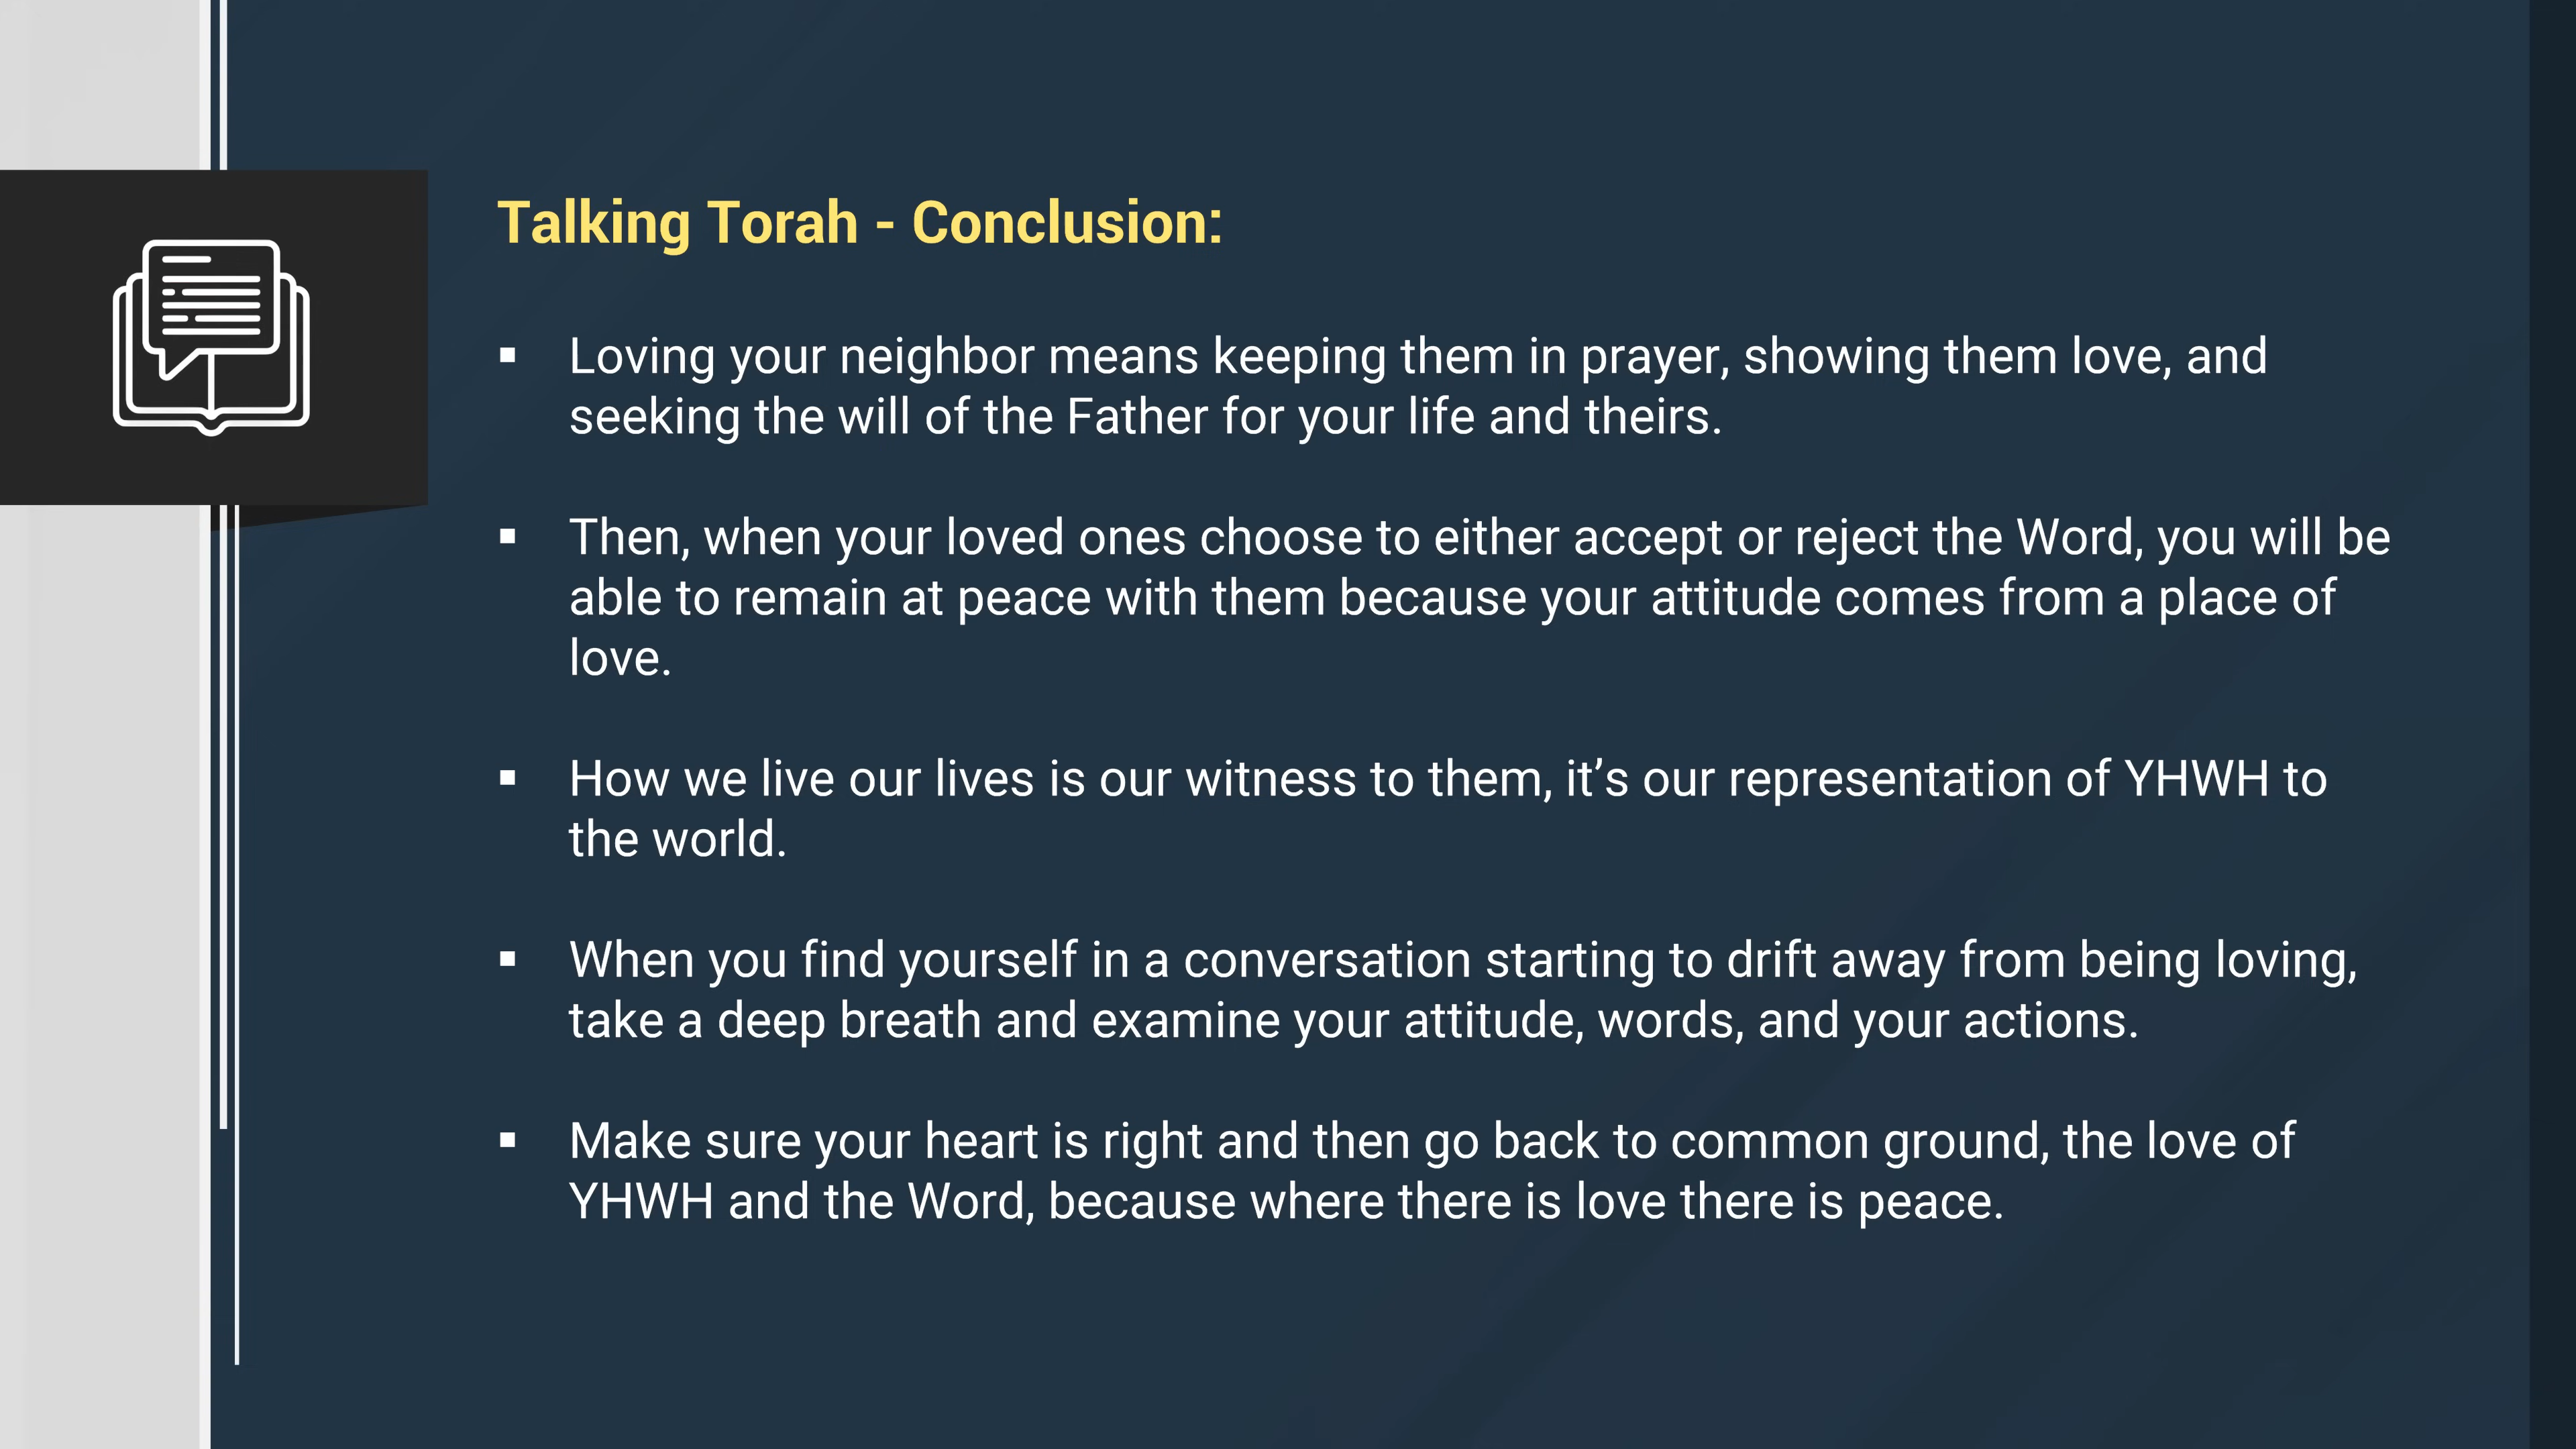 Talking Torah - Conclusion:
▪ Loving your neighbor means keeping them in prayer, showing them love, and
seeking the will of the Father for your life and theirs.
▪ Then, when your loved ones choose to either accept or reject the Word, you will be
able to remain at peace with them because your attitude comes from a place of
love.
▪ How we live our lives is our witness to them, it’s our representation of YHWH to
the world.
▪ When you find yourself in a conversation starting to drift away from being loving,
take a deep breath and examine your attitude, words, and your actions.
▪ Make sure your heart is right and then go back to common ground, the love of
YHWH and the Word, because where there is love there is peace.